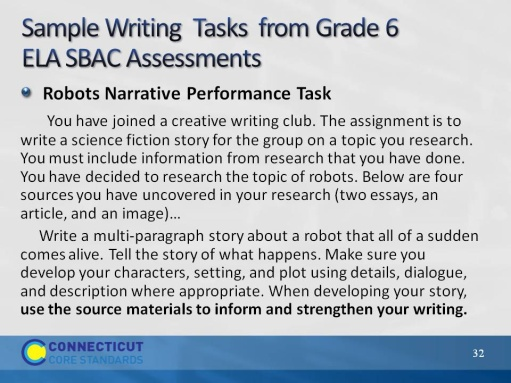 Sample Writing Tasks from Grade 6
ELA SBAC Assessments
Robots Narrative Performance Task
You have joined a creative writing club. The assignment is to
write a science fiction story for the group on a topic you research.
You must include information from research that you have done.
You have decided to research the topic of robots. Below are four
sources you have uncovered in your research (two essays, an
article, and an image)…
Write a multi-paragraph story about a robot that all of a sudden
comes alive. Tell the story of what happens. Make sure you
develop your characters, setting, and plot using details, dialogue,
and description where appropriate. When developing your story,
use the source materials to inform and strengthen your writing.
CONNECTICUT
CORE STANDARDS
32